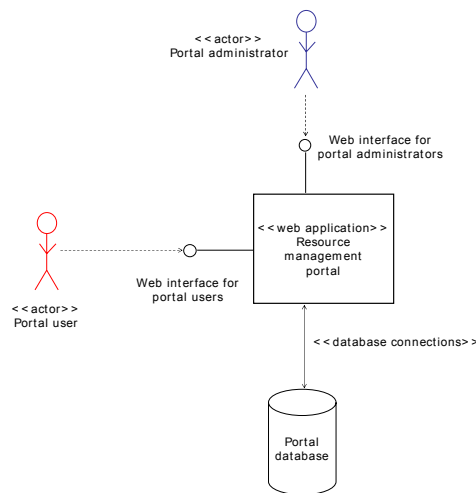 <<actor>>
Portal administrator
Web interface for
portal administrators
<<web application>>
Resource
management
portal
Web interface for
portal users
<<actor>>
Portal user
<<database connections>>
Portal
database